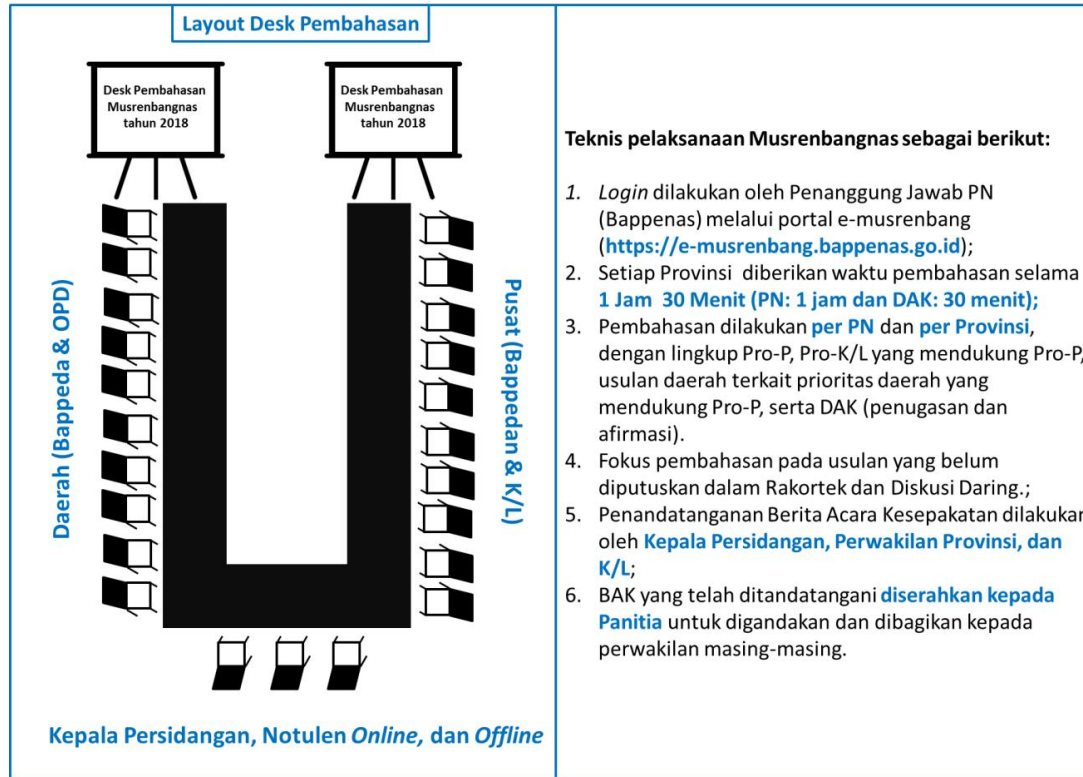 Layout Desk Pembahasan
Desk Pembahasan
Musrenbangnas
tahun 2018
Desk Pembahasan
Musrenbangnas
tahun 2018
Daerah (Bappeda & OPD)
Pusat (Bappedan & K/L)
Kepala Persidangan, Notulen Online, dan Offline
Teknis pelaksanaan Musrenbangnas sebagai berikut:
1. Login dilakukan oleh Penanggung Jawab PN
(Bappenas) melalui portal e-musrenbang
(https://e-musrenbang.bappenas.go.id);
2. Setiap Provinsi diberikan waktu pembahasan selama
1 Jam 30 Menit (PN: 1 jam dan DAK: 30 menit);
3. Pembahasan dilakukan per PN dan per Provinsi,
dengan lingkup Pro-P, Pro-K/L yang mendukung Pro-P,
usulan daerah terkait prioritas daerah yang
mendukung Pro-P, serta DAK (penugasan dan
afirmasi).
4. Fokus pembahasan pada usulan yang belum
diputuskan dalam Rakortek dan Diskusi Daring.;
5. Penandatanganan Berita Acara Kesepakatan dilakukan
oleh Kepala Persidangan, Perwakilan Provinsi, dan
K/L;
6. BAK yang telah ditandatangani diserahkan kepada
Panitia untuk digandakan dan dibagikan kepada
perwakilan masing-masing.